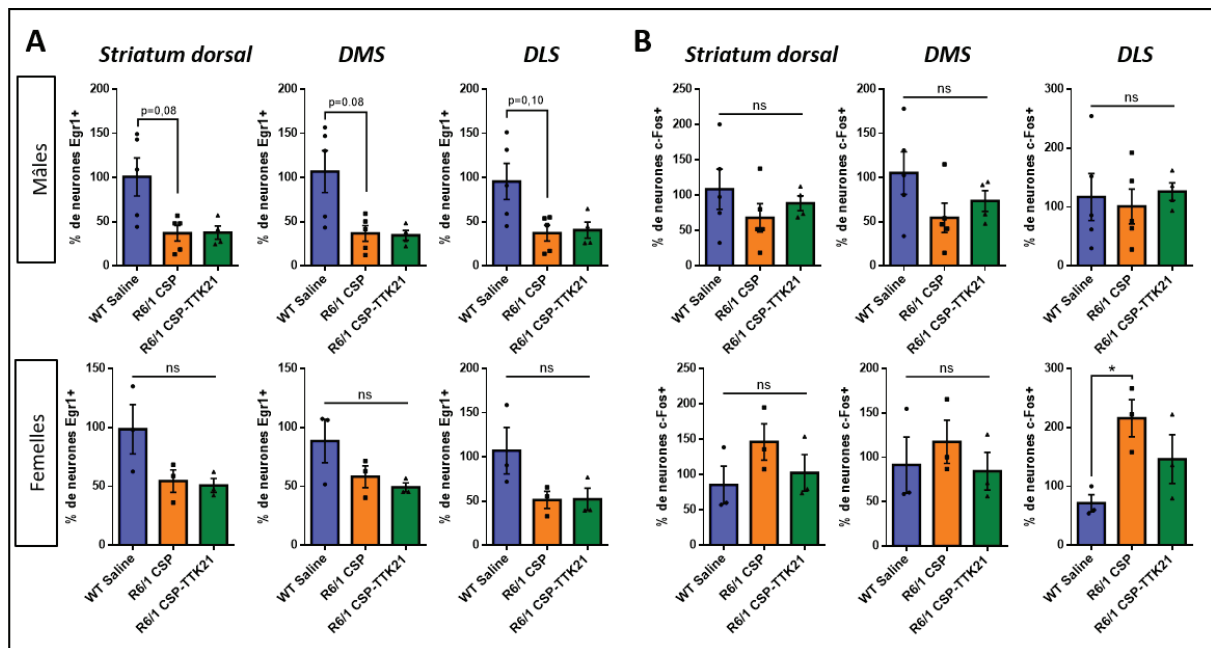 A
B
Striatum dorsal
DMS
DLS
Striatum dorsal
DMS
DLS
Mâles
% de neurones Egr1+
150
100
50
0
p=0,08
WT Saline
R6/1 CSP
R6/1 CSP-TTK21
% de neurones Egr1+
200
150
100
50
0
p=0.08
WT Saline
R6/1 CSP
R6/1 CSP-TTK21
% de neurones Egr1+
200
150
100
50
0
p=0,10
WT Saline
R6/1 CSP
R6/1 CSP-TTK21
% de neurones c-Fos+
250
200
150
100
50
0
ns
WT Saline
R6/1 CSP
R6/1 CSP-TTK21
% de neurones c-Fos+
200
150
100
50
0
ns
WT Saline
R6/1 CSP
R6/1 CSP-TTK21
% de neurones c-Fos+
300
200
100
0
ns
WT Saline
R6/1 CSP
R6/1 CSP-TTK21
Femelles
% de neurones Egr1+
150
100
50
0
ns
WT Saline
R6/1 CSP
R6/1 CSP-TTK21
% de neurones Egr1+
150
100
50
0
ns
WT Saline
R6/1 CSP
R6/1 CSP-TTK21
% de neurones Egr1+
200
150
100
50
0
ns
WT Saline
R6/1 CSP
R6/1 CSP-TTK21
% de neurones c-Fos+
250
200
150
100
50
0
ns
WT Saline
R6/1 CSP
R6/1 CSP-TTK21
% de neurones c-Fos+
200
150
100
50
0
ns
WT Saline
R6/1 CSP
R6/1 CSP-TTK21
% de neurones c-Fos+
300
200
100
0
*
WT Saline
R6/1 CSP
R6/1 CSP-TTK21